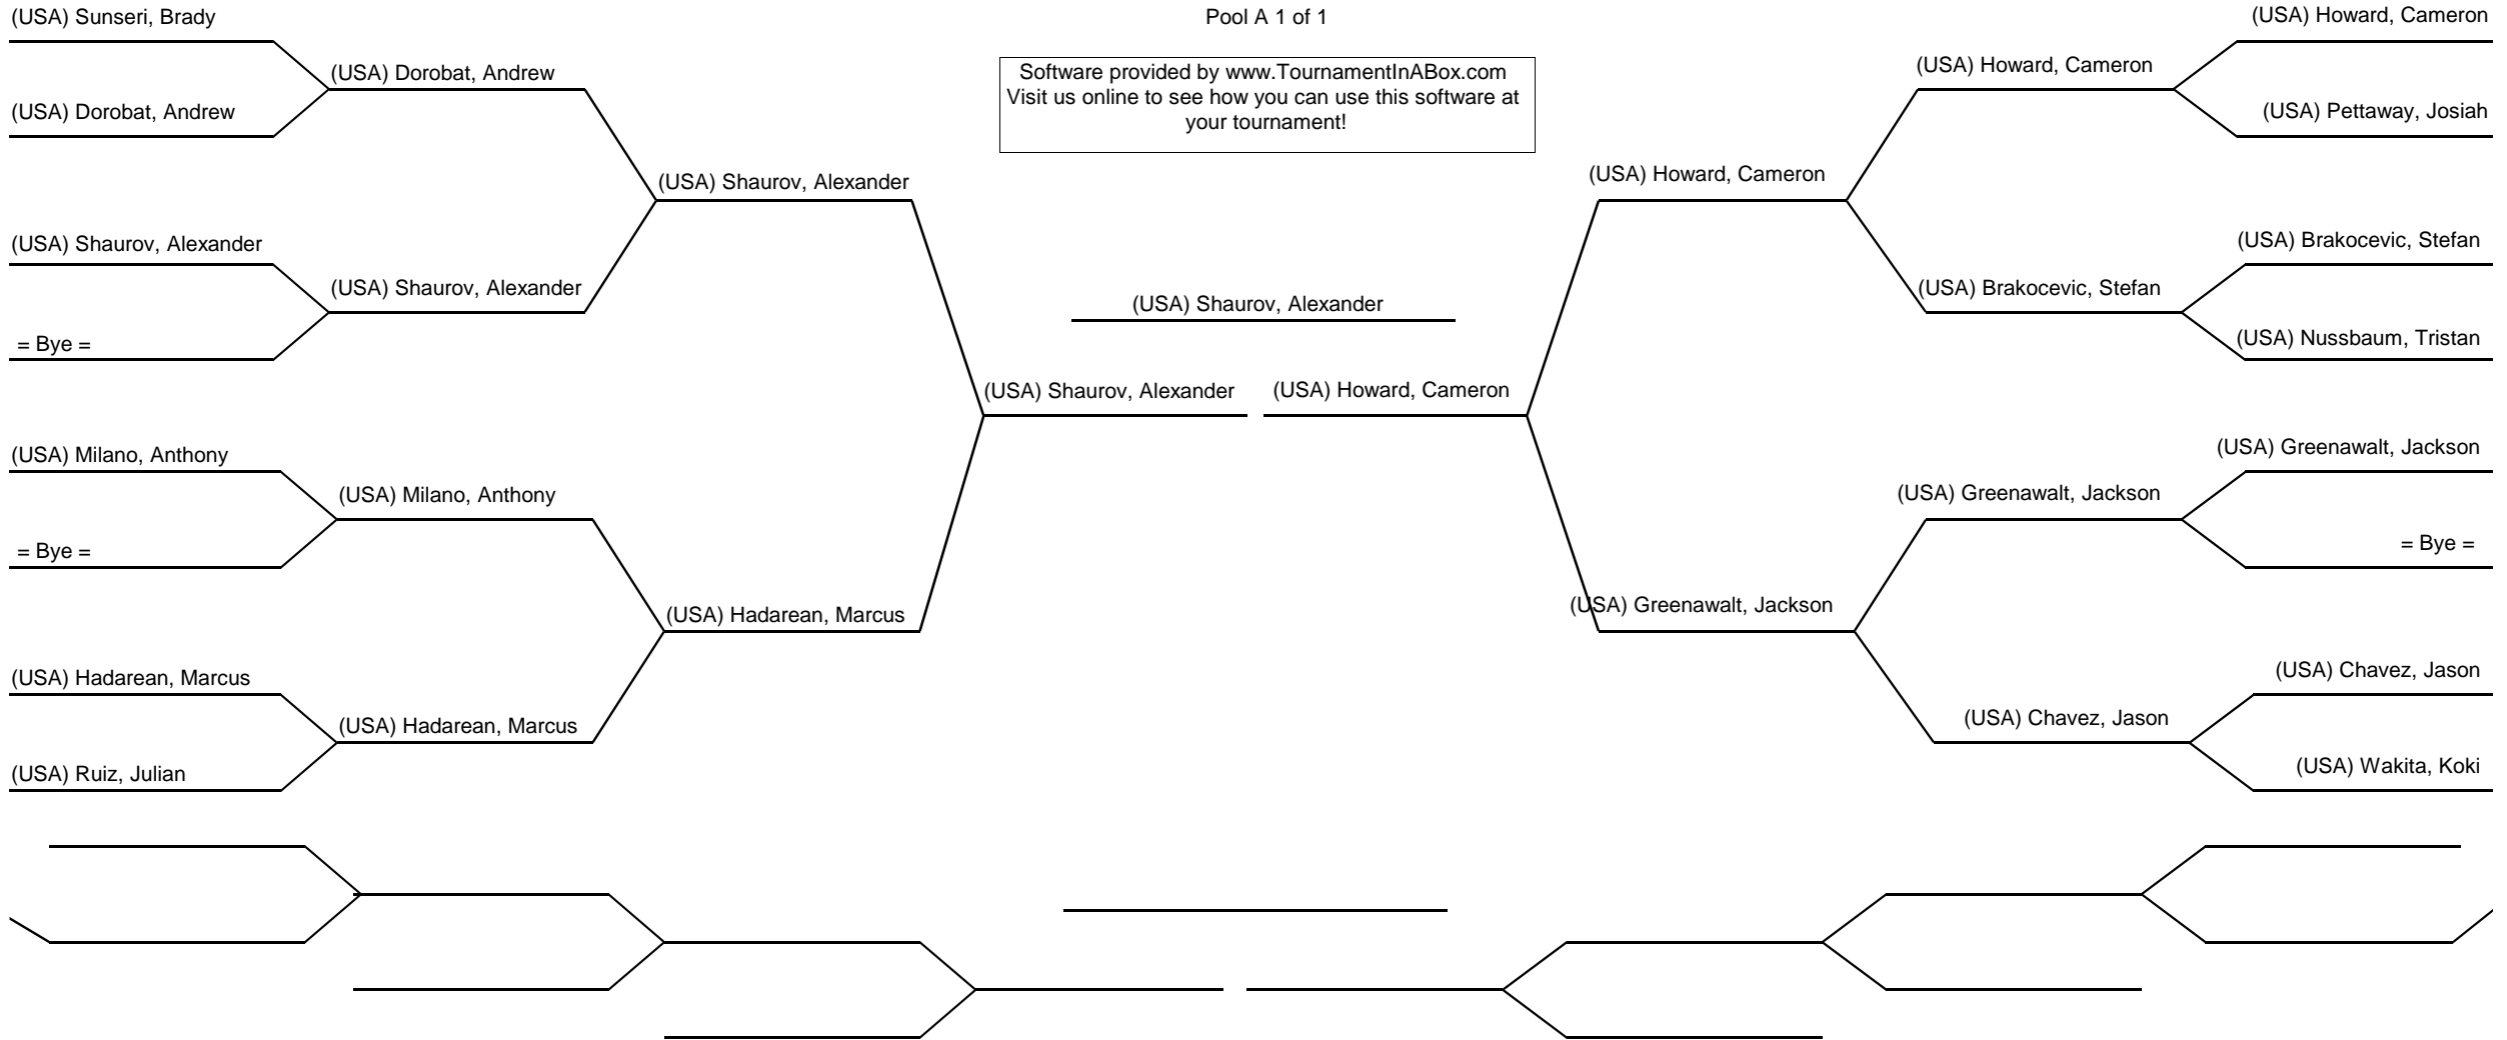 Pool A 1 of 1
Software provided by www.TournamentInABox.com
Visit us online to see how you can use this software at
your tournament!
(USA) Sunseri, Brady
(USA) Dorobat, Andrew
(USA) Shaurov, Alexander
= Bye =
(USA) Milano, Anthony
= Bye =
(USA) Hadarean, Marcus
(USA) Ruiz, Julian
(USA) Dorobat, Andrew
(USA) Shaurov, Alexander
(USA) Milano, Anthony
(USA) Hadarean, Marcus
(USA) Shaurov, Alexander
(USA) Hadarean, Marcus
(USA) Shaurov, Alexander
(USA) Shaurov, Alexander
(USA) Howard, Cameron
(USA) Howard, Cameron
(USA) Greenawalt, Jackson
(USA) Howard, Cameron
(USA) Brakocevic, Stefan
(USA) Greenawalt, Jackson
(USA) Chavez, Jason
(USA) Howard, Cameron
(USA) Pettaway, Josiah
(USA) Brakocevic, Stefan
(USA) Nussbaum, Tristan
(USA) Greenawalt, Jackson
= Bye =
(USA) Chavez, Jason
(USA) Wakita, Koki